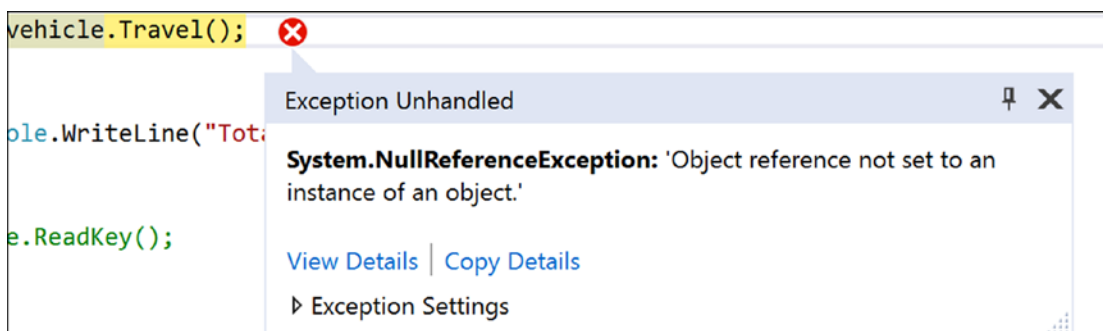 vehicle.Travel();
Exception Unhandled
ole.WriteLine("Tota
System.NullReferenceException: 'Object reference not set to an
instance of an object.'
e.ReadKey();
View Details | Copy Details
Exception Settings